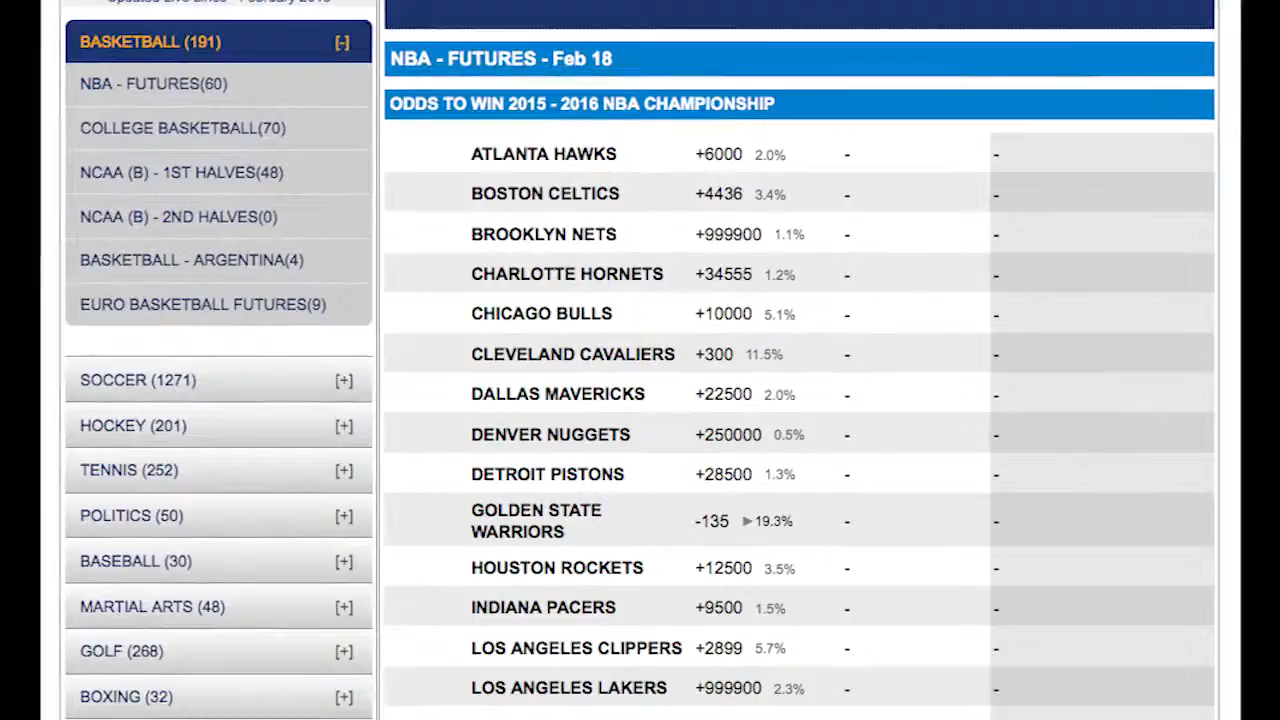 Updated Live Lines - February 2016
BASKETBALL (191) [-]
NBA - FUTURES(60)
COLLEGE BASKETBALL(70)
NCAA (B) - 1ST HALVES(48)
NCAA (B) - 2ND HALVES(0)
BASKETBALL - ARGENTINA(4)
EURO BASKETBALL FUTURES(9)
SOCCER (1271) [+]
HOCKEY (201) [+]
TENNIS (252) [+]
POLITICS (50) [+]
BASEBALL (30) [+]
MARTIAL ARTS (48) [+]
GOLF (268) [+]
BOXING (32) [+]
NBA - FUTURES - Feb 18
ODDS TO WIN 2015 - 2016 NBA CHAMPIONSHIP
ATLANTA HAWKS +6000 2.0% - -
BOSTON CELTICS +4436 3.4% - -
BROOKLYN NETS +999900 1.1% - -
CHARLOTTE HORNETS +34555 1.2% - -
CHICAGO BULLS +10000 5.1% - -
CLEVELAND CAVALIERS +300 11.5% - -
DALLAS MAVERICKS +22500 2.0% - -
DENVER NUGGETS +250000 0.5% - -
DETROIT PISTONS +28500 1.3% - -
GOLDEN STATE
WARRIORS -135 ►19.3% - -
HOUSTON ROCKETS +12500 3.5% - -
INDIANA PACERS +9500 1.5% - -
LOS ANGELES CLIPPERS +2899 5.7% - -
LOS ANGELES LAKERS +999900 2.3% - -